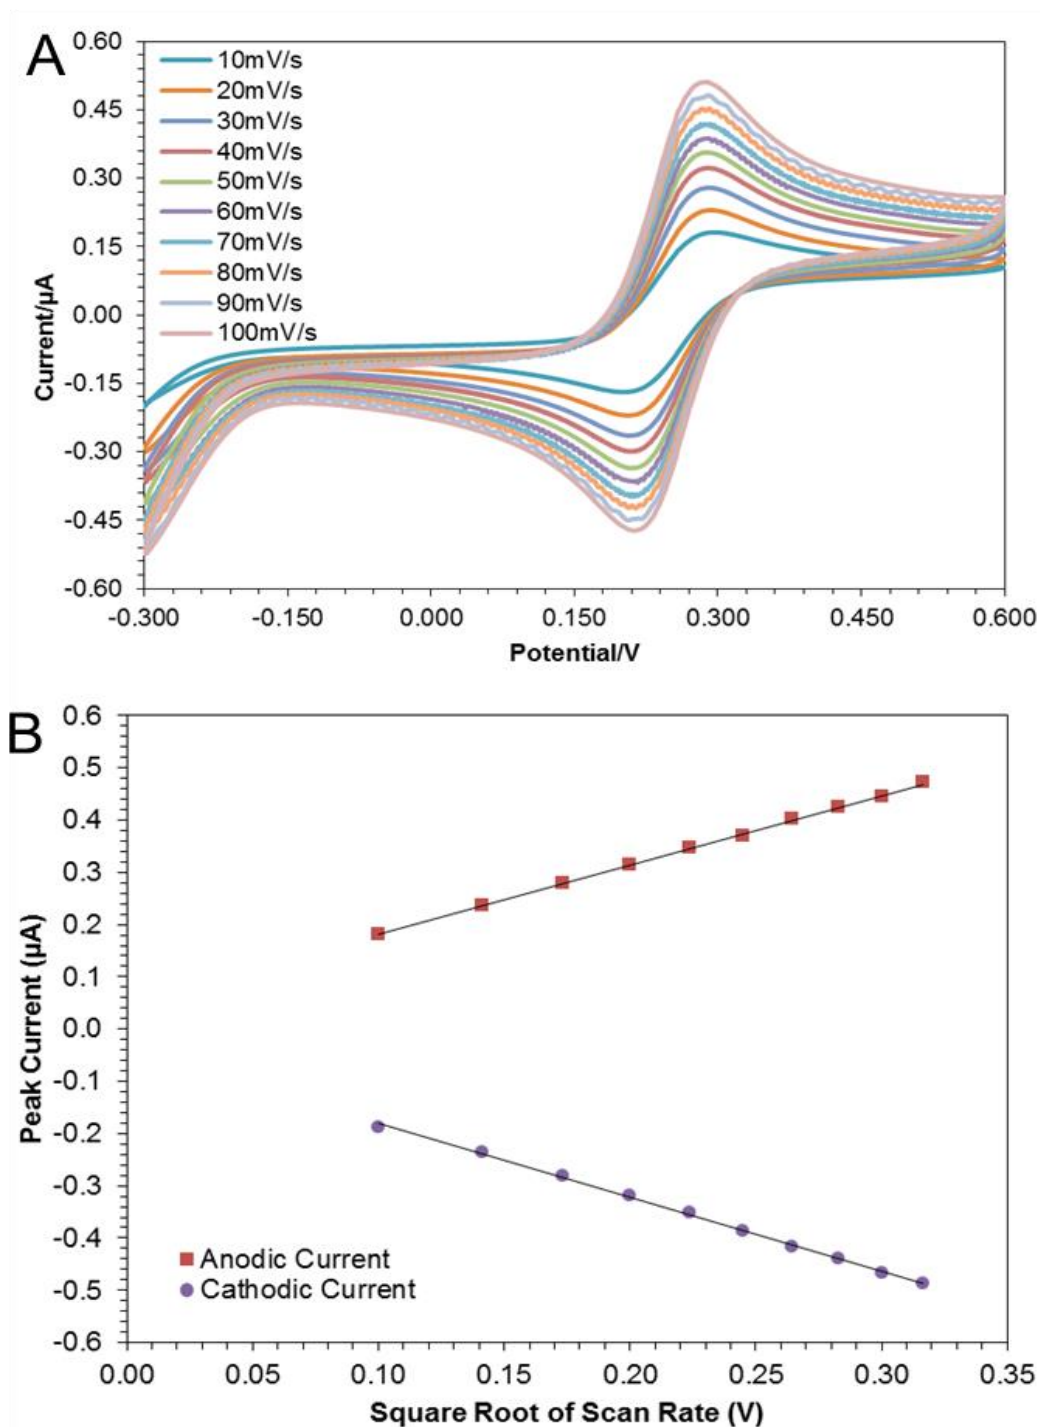 A
0.60
0.45
0.30
0.15
0.00
-0.15
-0.30
-0.45
-0.60
Current/µA
10mV/s
20mV/s
30mV/s
40mV/s
50mV/s
60mV/s
70mV/s
80mV/s
90mV/s
100mV/s
-0.300 -0.150 0.000 0.150 0.300 0.450 0.600
Potential/V
B
0.6
0.5
0.4
0.3
0.2
0.1
0.0
-0.1
-0.2
-0.3
-0.4
-0.5
-0.6
Peak Current (µA)
Anodic Current
Cathodic Current
0.00 0.05 0.10 0.15 0.20 0.25 0.30 0.35
Square Root of Scan Rate (V)